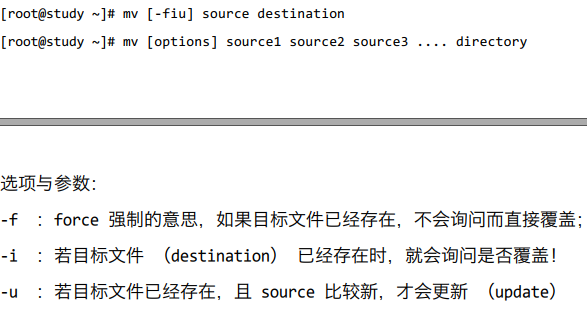 [root@study ~]# mv [-fiu] source destination
[root@study ~]# mv [options] source1 source2 source3 .... directory
选项与参数：
-f ：force 强制的意思，如果目标文件已经存在，不会询问而直接覆盖；
-i ：若目标文件 （destination） 已经存在时，就会询问是否覆盖！
-u ：若目标文件已经存在，且 source 比较新，才会更新 （update）